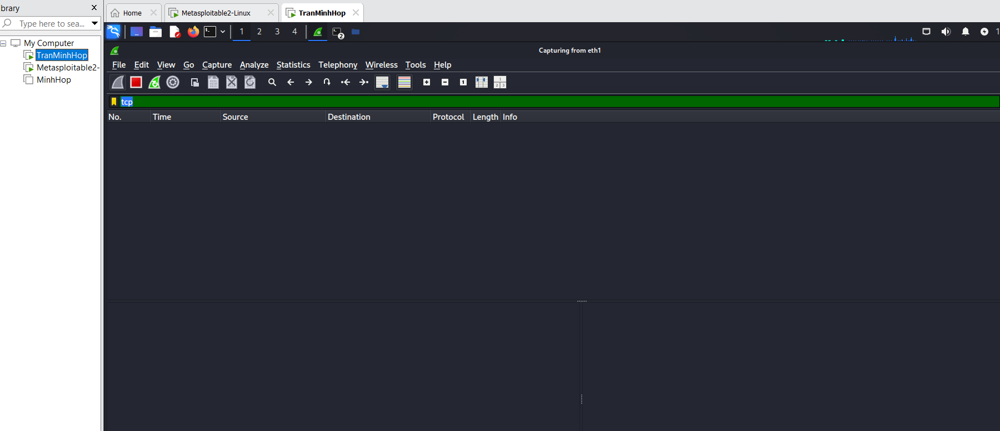 brary X
Home Metasploitable2-Linux TranMinhHop
Type here to sea...
1 2 3 4 2 1
My Computer
TranMinhHop
Metasploitable2-
MinhHop
Capturing from eth1
File Edit View Go Capture Analyze Statistics Telephony Wireless Tools Help
tcp
No. Time Source Destination Protocol Length Info